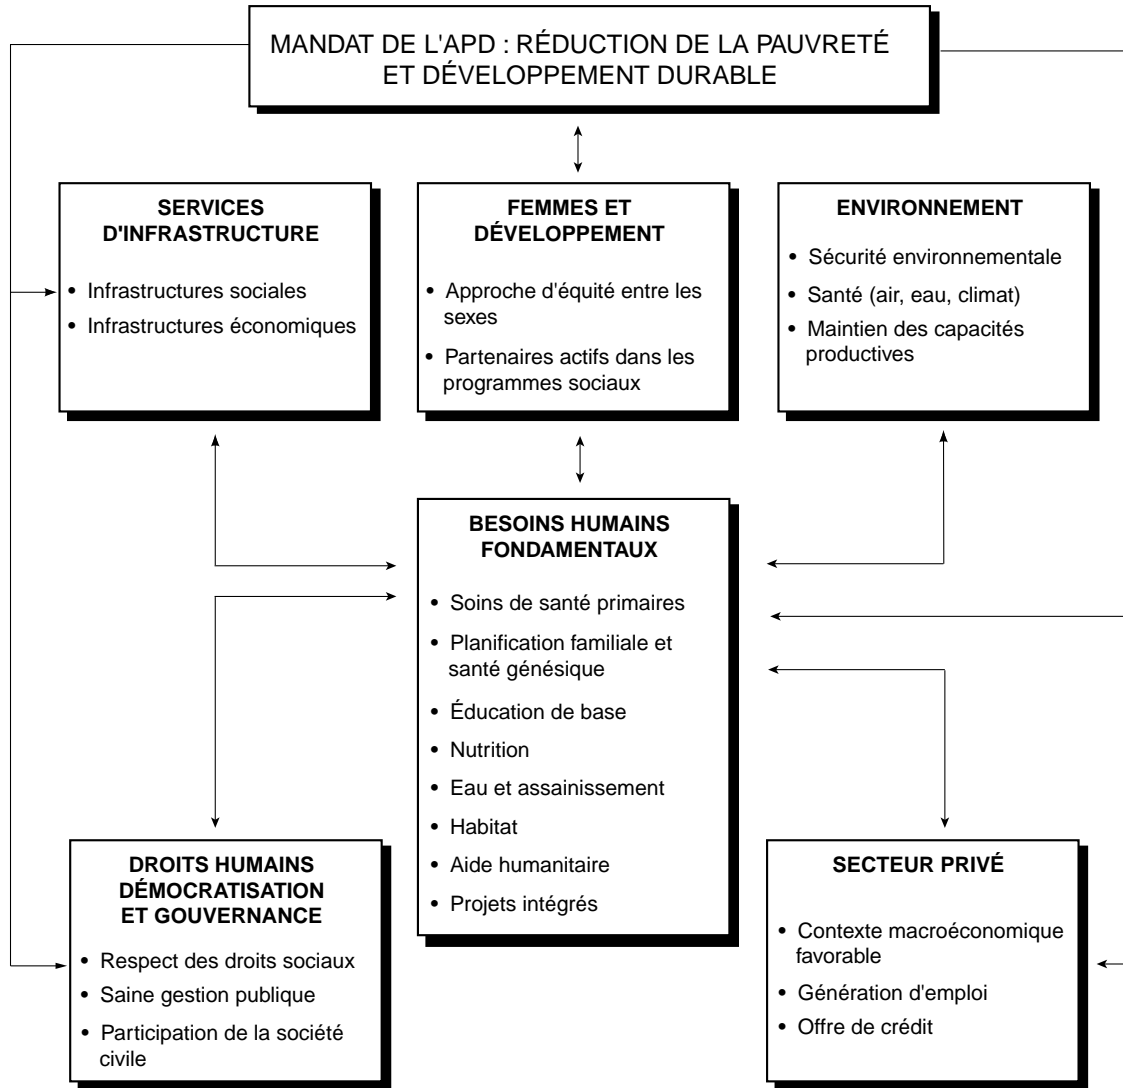 MANDAT DE L'APD : RÉDUCTION DE LA PAUVRETÉ
ET DÉVELOPPEMENT DURABLE
SERVICES
D'INFRASTRUCTURE
• Infrastructures sociales
• Infrastructures économiques
FEMMES ET
DÉVELOPPEMENT
• Approche d'équité entre les
sexes
• Partenaires actifs dans les
programmes sociaux
ENVIRONNEMENT
• Sécurité environnementale
• Santé (air, eau, climat)
• Maintien des capacités
productives
BESOINS HUMAINS
FONDAMENTAUX
• Soins de santé primaires
• Planification familiale et
santé génésique
• Éducation de base
• Nutrition
• Eau et assainissement
• Habitat
• Aide humanitaire
• Projets intégrés
DROITS HUMAINS
DÉMOCRATISATION
ET GOUVERNANCE
• Respect des droits sociaux
• Saine gestion publique
• Participation de la société
civile
SECTEUR PRIVÉ
• Contexte macroéconomique
favorable
• Génération d'emploi
• Offre de crédit